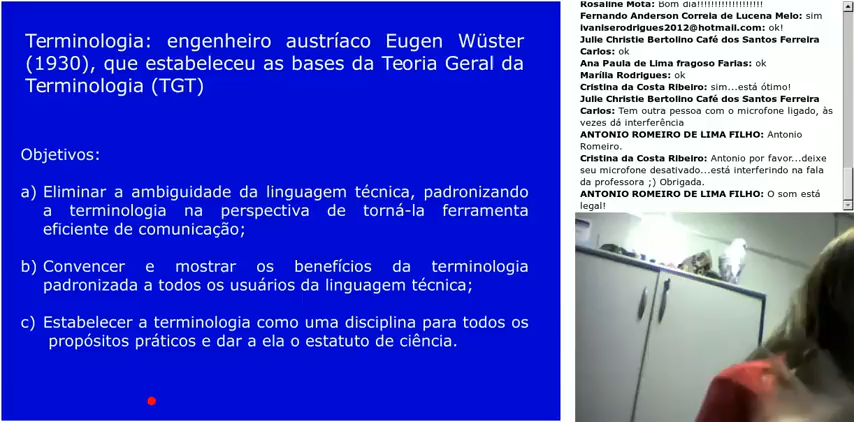 Terminologia: engenheiro austríaco Eugen Wüster
(1930), que estabeleceu as bases da Teoria Geral da
Terminologia (TGT)
Objetivos:
a) Eliminar a ambiguidade da linguagem técnica, padronizando
a terminologia na perspectiva de torná-la ferramenta
eficiente de comunicação;
b) Convencer e mostrar os benefícios da terminologia
padronizada a todos os usuários da linguagem técnica;
c) Estabelecer a terminologia como uma disciplina para todos os
propósitos práticos e dar a ela o estatuto de ciência.
Rosaline Mota: Bom dia!!!!!!!!!!!!!!!!!!!
Fernando Anderson Correia de Lucena Melo: sim
ivaniserodrigues2012@hotmail.com: ok!
Julie Christie Bertolino Café dos Santos Ferreira
Carlos: ok
Ana Paula de Lima fragoso Farias: ok
Marília Rodrigues: ok
Cristina da Costa Ribeiro: sim...está ótimo!
Julie Christie Bertolino Café dos Santos Ferreira
Carlos: Tem outra pessoa com o microfone ligado, às
vezes dá interferência
ANTONIO ROMEIRO DE LIMA FILHO: Antonio
Romeiro.
Cristina da Costa Ribeiro: Antonio por favor...deixe
seu microfone desativado...está interferindo na fala
da professora ;) Obrigada.
ANTONIO ROMEIRO DE LIMA FILHO: O som está
legal!